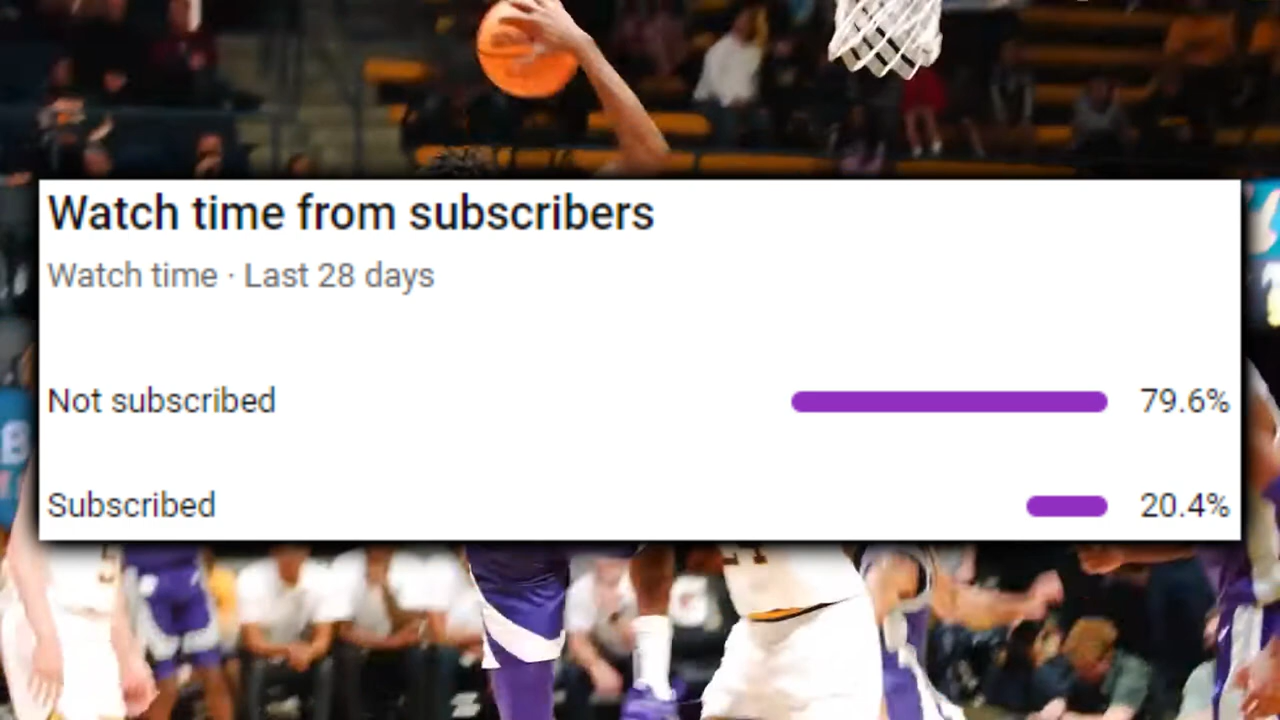 Watch time from subscribers
Watch time · Last 28 days
Not subscribed 79.6%
Subscribed 20.4%